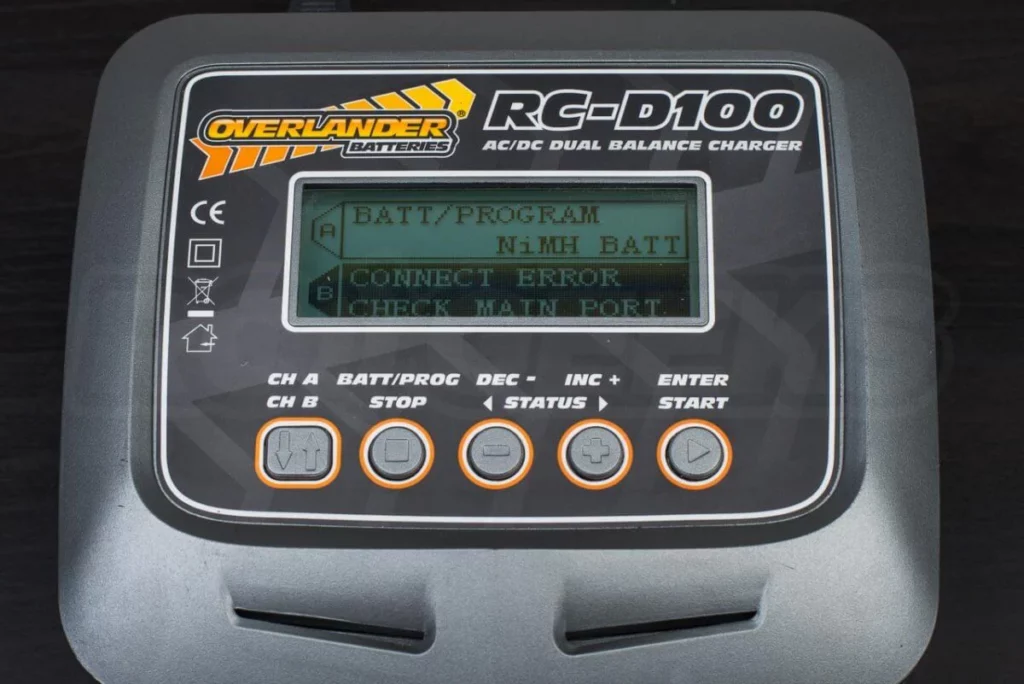 OVERLANDER®
BATTERIES
RC-D100
AC/DC DUAL BALANCE CHARGER
CE
A
BATT/PROGRAM
NiMH BATT
B
CONNECT ERROR
CHECK MAIN PORT
CH A BATT/PROG DEC - INC +  ENTER
CH B STOP ◀ STATUS ▶ START